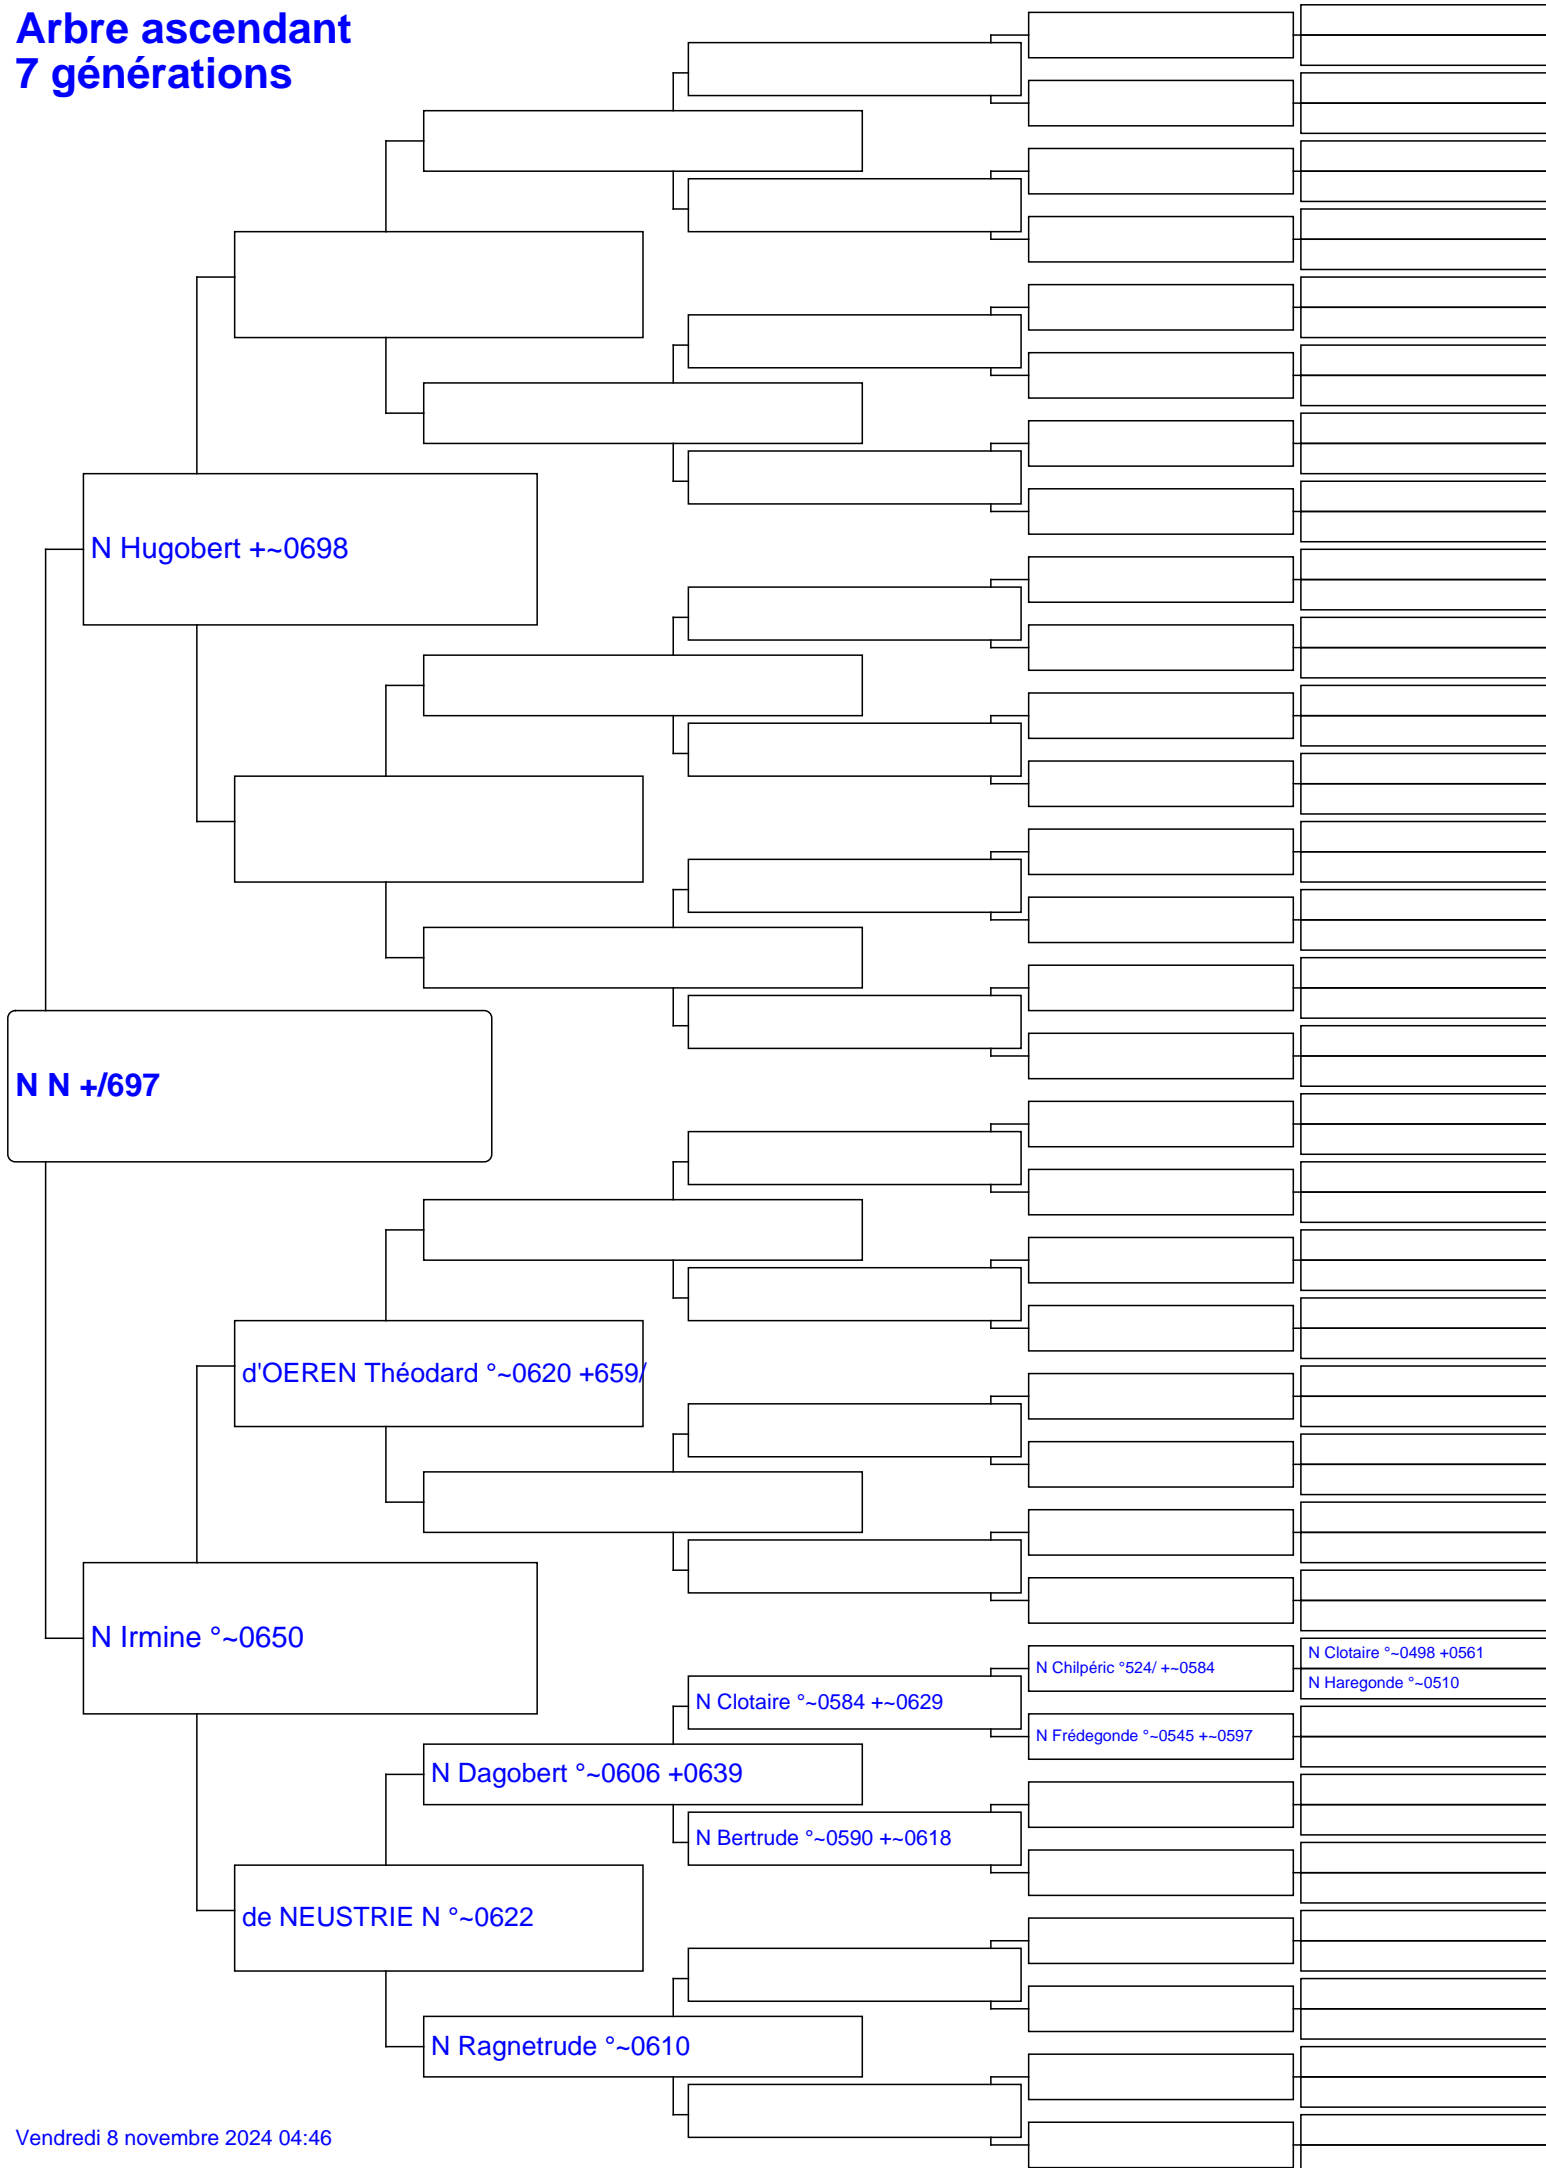 Arbre ascendant
7 générations
N Hugobert +~0698
N N +/697
d'OEREN Théodard °~0620 +659/
N Irmine °~0650
N Clotaire °~0498 +0561
N Chilpéric °524/ +~0584
N Haregonde °~0510
N Clotaire °~0584 +~0629
N Frédegonde °~0545 +~0597
N Dagobert °~0606 +0639
N Bertrude °~0590 +~0618
de NEUSTRIE N °~0622
N Ragnetrude °~0610
Vendredi 8 novembre 2024 04:46